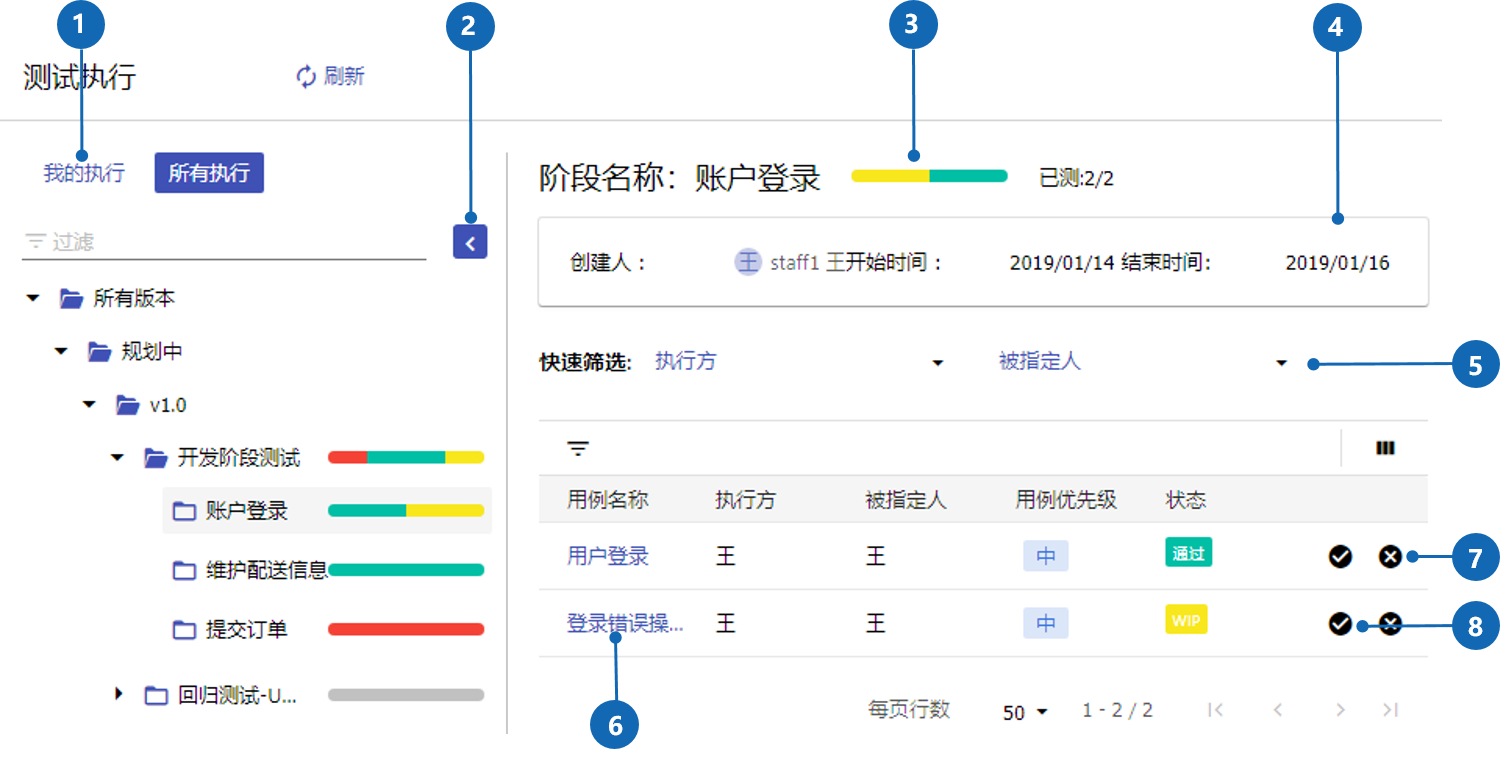 1
2
3
4
测试执行
刷新
我的执行
所有执行
过滤
所有版本
规划中
v1.0
开发阶段测试
账户登录
维护配送信息
提交订单
回归测试-U...
阶段名称：账户登录
已测:2/2
创建人： 王 staff1 王开始时间： 2019/01/14 结束时间: 2019/01/16
快速筛选: 执行方 被指定人
5
用例名称 执行方 被指定人 用例优先级 状态
用户登录 王 王 中 通过
7
登录错误操... 王 王 中 WIP
8
6
每页行数 50 1 - 2 / 2